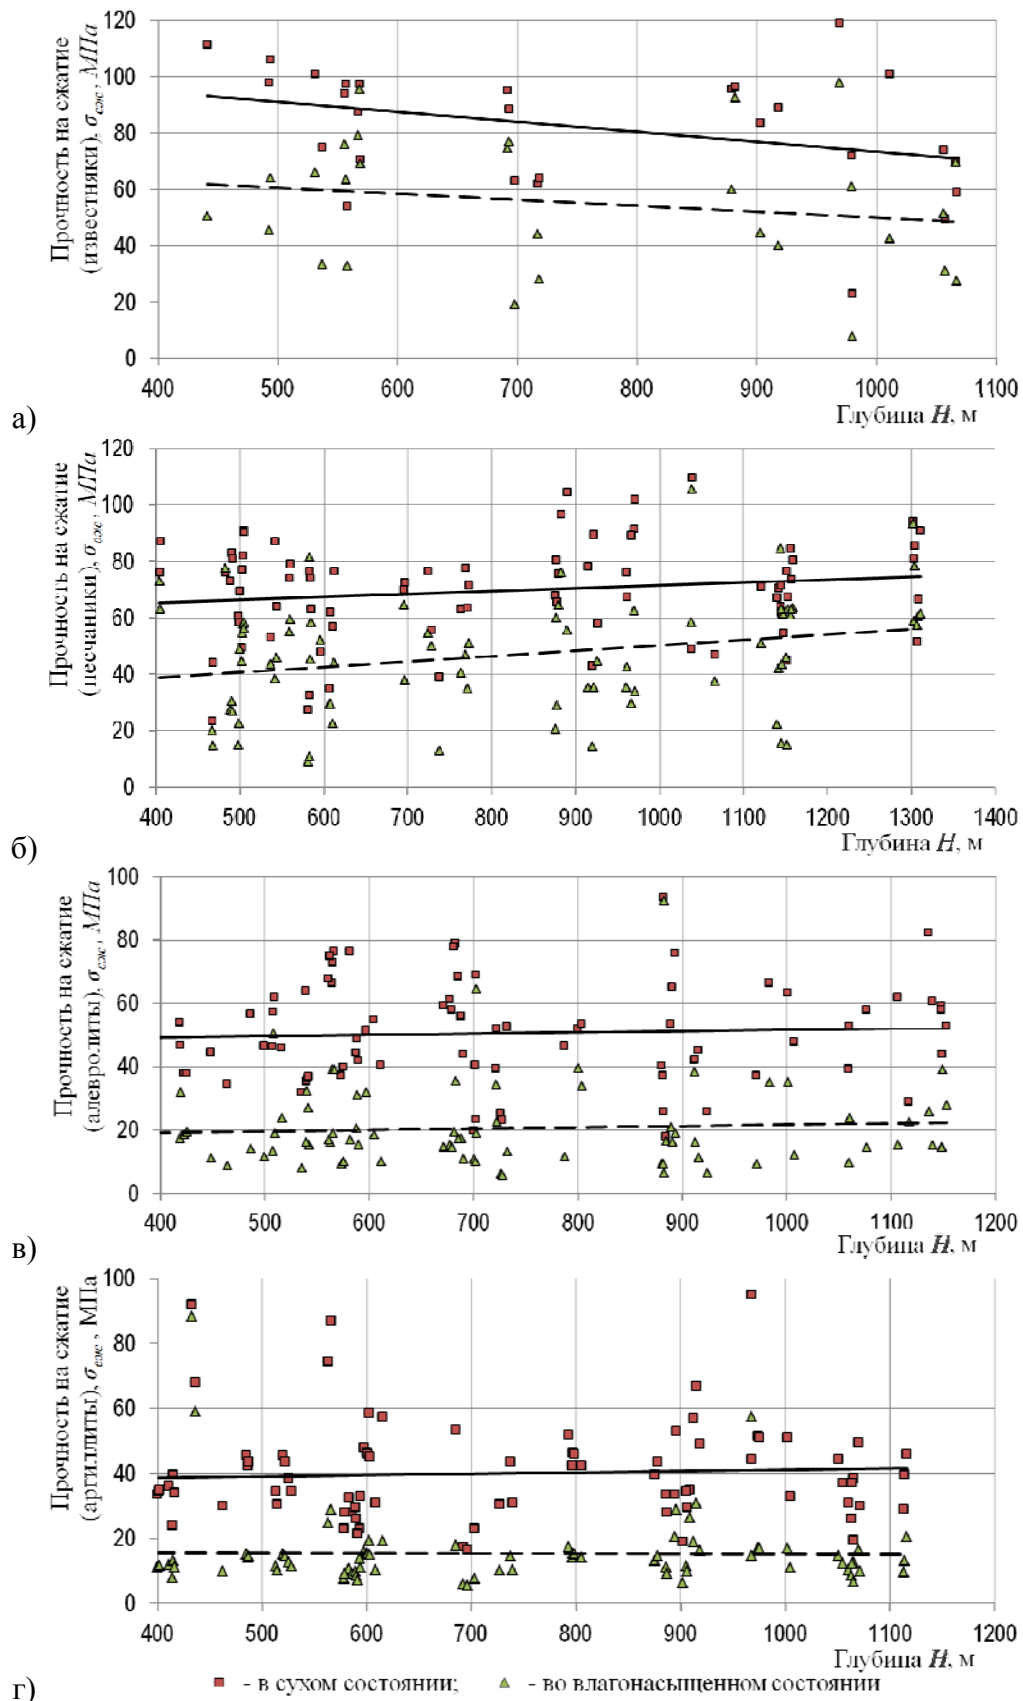 Прочность на сжатие
(известняки), σсж, МПа
120
100
80
60
40
20
0
400 500 600 700 800 900 1000 1100
Глубина H, м
а)
Прочность на сжатие
(песчаники), σсж, МПа
120
100
80
60
40
20
0
400 500 600 700 800 900 1000 1100 1200 1300 1400
Глубина H, м
б)
Прочность на сжатие
(алевролиты), σсж, МПа
100
80
60
40
20
0
400 500 600 700 800 900 1000 1100 1200
Глубина H, м
в)
Прочность на сжатие
(аргиллиты), σсж, МПа
100
80
60
40
20
0
400 500 600 700 800 900 1000 1100 1200
Глубина H, м
г)
- в сухом состоянии; - во влагонасыщенном состоянии